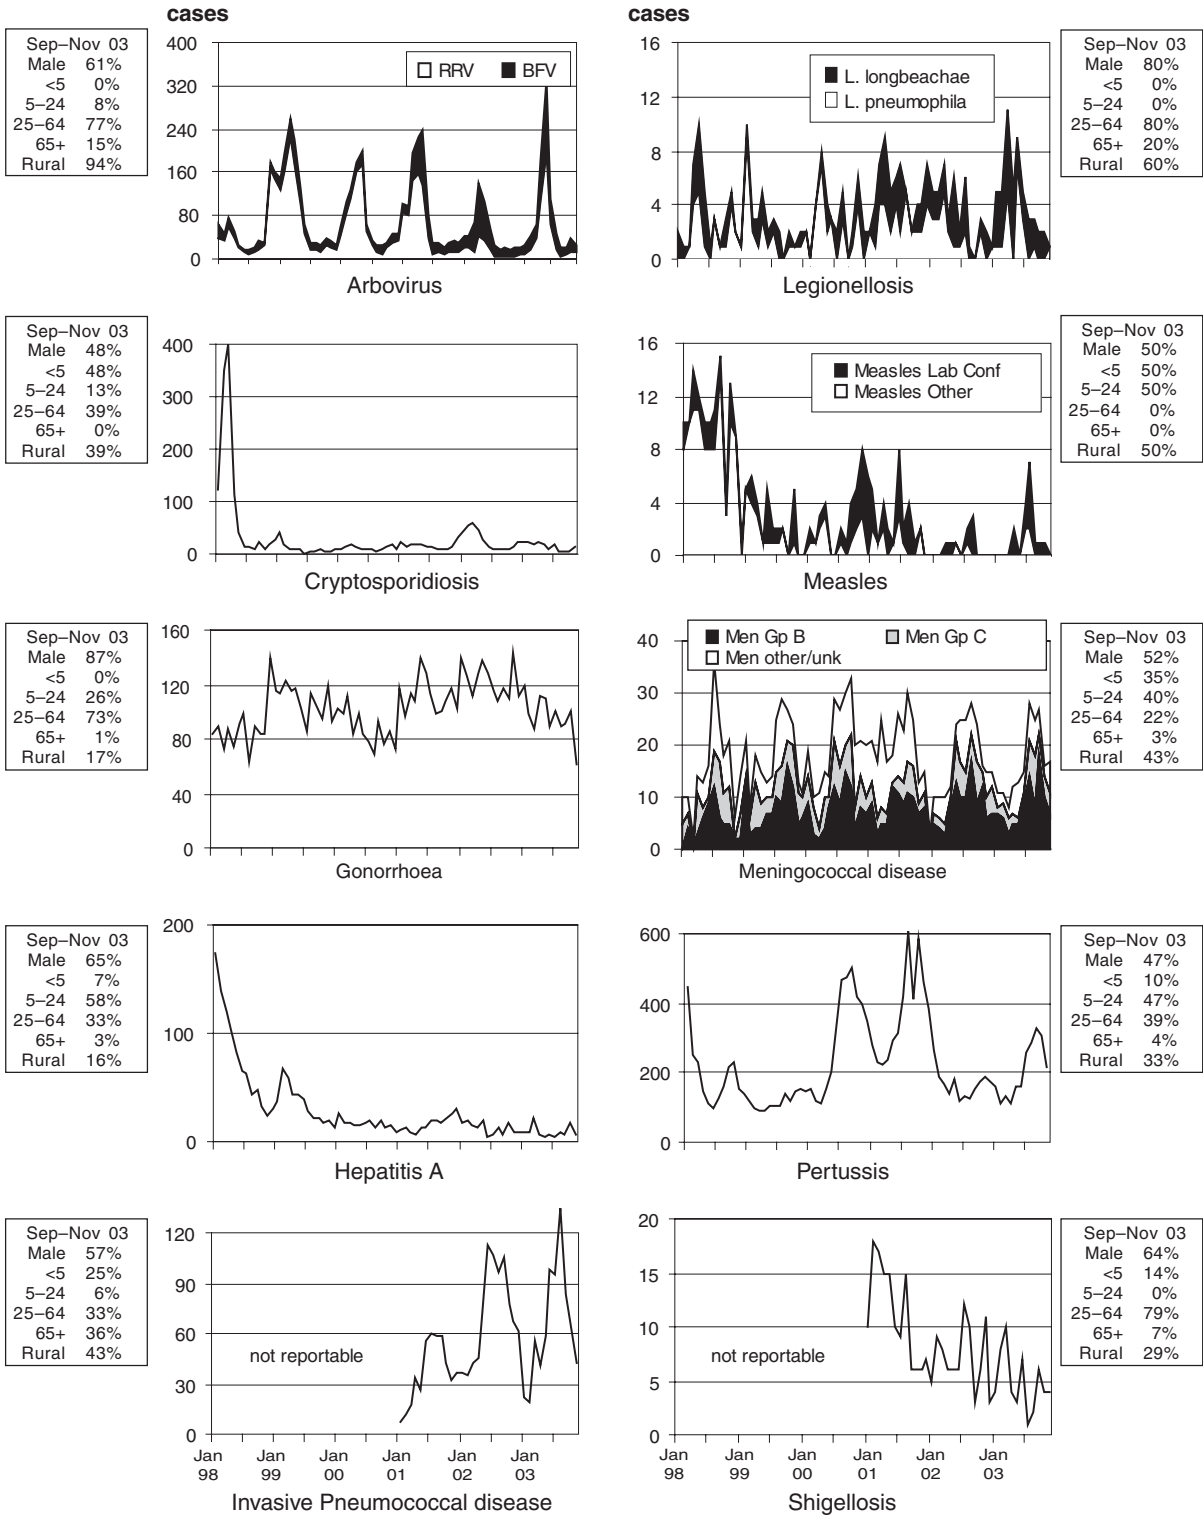 cases
cases
Sep–Nov 03
Male 61%
<5 0%
5–24 8%
25–64 77%
65+ 15%
Rural 94%
400
320
240
160
80
0
RRV BFV
Arbovirus
16
12
8
4
0
L. longbeachae
L. pneumophila
Legionellosis
Sep–Nov 03
Male 80%
<5 0%
5–24 0%
25–64 80%
65+ 20%
Rural 60%
Sep–Nov 03
Male 48%
<5 48%
5–24 13%
25–64 39%
65+ 0%
Rural 39%
400
300
200
100
0
Cryptosporidiosis
16
12
8
4
0
Measles Lab Conf
Measles Other
Measles
Sep–Nov 03
Male 50%
<5 50%
5–24 50%
25–64 0%
65+ 0%
Rural 50%
Sep–Nov 03
Male 87%
<5 0%
5–24 26%
25–64 73%
65+ 1%
Rural 17%
160
120
80
40
0
Gonorrhoea
40
30
20
10
0
Men Gp B Men Gp C
Men other/unk
Meningococcal disease
Sep–Nov 03
Male 52%
<5 35%
5–24 40%
25–64 22%
65+ 3%
Rural 43%
Sep–Nov 03
Male 65%
<5 7%
5–24 58%
25–64 33%
65+ 3%
Rural 16%
200
100
0
Hepatitis A
600
400
200
0
Pertussis
Sep–Nov 03
Male 47%
<5 10%
5–24 47%
25–64 39%
65+ 4%
Rural 33%
Sep–Nov 03
Male 57%
<5 25%
5–24 6%
25–64 33%
65+ 36%
Rural 43%
120
90
60
30
0
not reportable
Jan Jan Jan Jan Jan Jan
98 99 00 01 02 03
Invasive Pneumococcal disease
20
15
10
5
0
not reportable
Jan Jan Jan Jan Jan Jan
98 99 00 01 02 03
Shigellosis
Sep–Nov 03
Male 64%
<5 14%
5–24 0%
25–64 79%
65+ 7%
Rural 29%